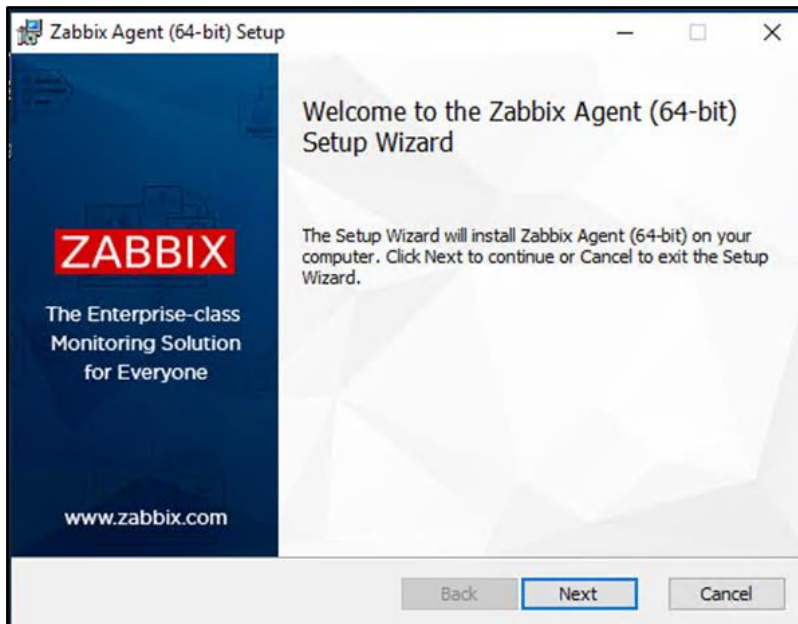 Zabbix Agent (64-bit) Setup
Welcome to the Zabbix Agent (64-bit)
Setup Wizard
The Setup Wizard will install Zabbix Agent (64-bit) on your
computer. Click Next to continue or Cancel to exit the Setup
Wizard.
ZABBIX
The Enterprise-class
Monitoring Solution
for Everyone
www.zabbix.com
Back
Next
Cancel